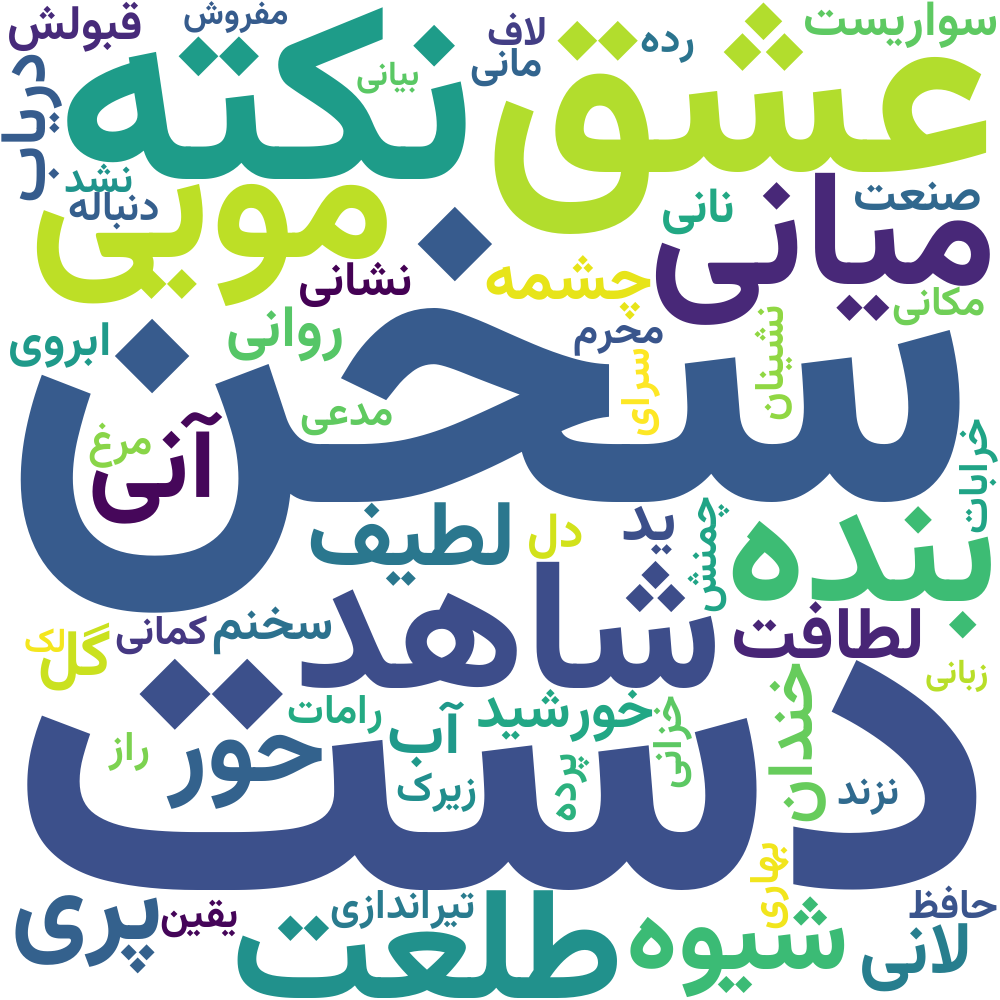 سواریست
عشق
رده
لاف
مانی
نکته
مفروش
بیانی
قبولش
دریاب
نشد
دنباله
مویی
صنعت
نانی
میانی
مکانی
چشمه
نشانی
روانی
ابروی
محرم
نشینان
سرای
سخن
مدعی
مرغ
آنی
خرابات
چمنش
بنده
ید
دل
لطیف
شاهد
لطافت
سخنم
کمانی
گل
لک
زبانی
خندان
خزانی
خورشید
رامات
آب
حور
راز
دست
نزند
پرده
زیرک
بهاری
حافظ
لانی
شیوه
طلعت
تیراندازی
یقین
پری